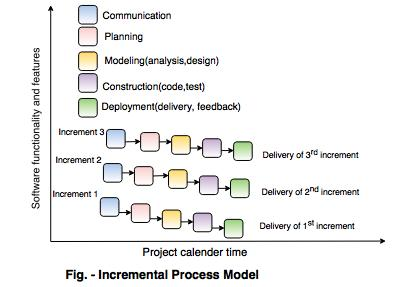 Communication
Planning
Modeling(analysis,design)
Construction(code,test)
Deployment(delivery, feedback)
Software functionality and features
Increment 3
Delivery of 3rd increment
Increment 2
Delivery of 2nd increment
Increment 1
Delivery of 1st increment
Project calender time
Fig. - Incremental Process Model